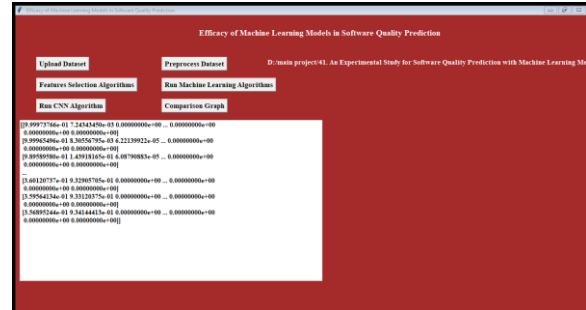 Efficacy of Machine Learning Models in Software Quality Prediction
Efficacy of Machine Learning Models in Software Quality Prediction
Upload Dataset
Preprocess Dataset
D:/main project/41. An Experimental Study for Software Quality Prediction with Machine Learning Me
Features Selection Algorithms
Run Machine Learning Algorithms
Run CNN Algorithm
Comparison Graph
[[9.99973766e-01 7.24343450e-03 0.00000000e+00 ... 0.00000000e+00
0.00000000e+00 0.00000000e+00]
[9.99965496e-01 8.30556795e-03 6.22139922e-05 ... 0.00000000e+00
0.00000000e+00 0.00000000e+00]
[9.89589580e-01 1.43918165e-01 6.08790883e-05 ... 0.00000000e+00
0.00000000e+00 0.00000000e+00]
...
[3.60120737e-01 9.32905705e-01 0.00000000e+00 ... 0.00000000e+00
0.00000000e+00 0.00000000e+00]
[3.59564134e-01 9.33120375e-01 0.00000000e+00 ... 0.00000000e+00
0.00000000e+00 0.00000000e+00]
[3.56895244e-01 9.34144413e-01 0.00000000e+00 ... 0.00000000e+00
0.00000000e+00 0.00000000e+00]]